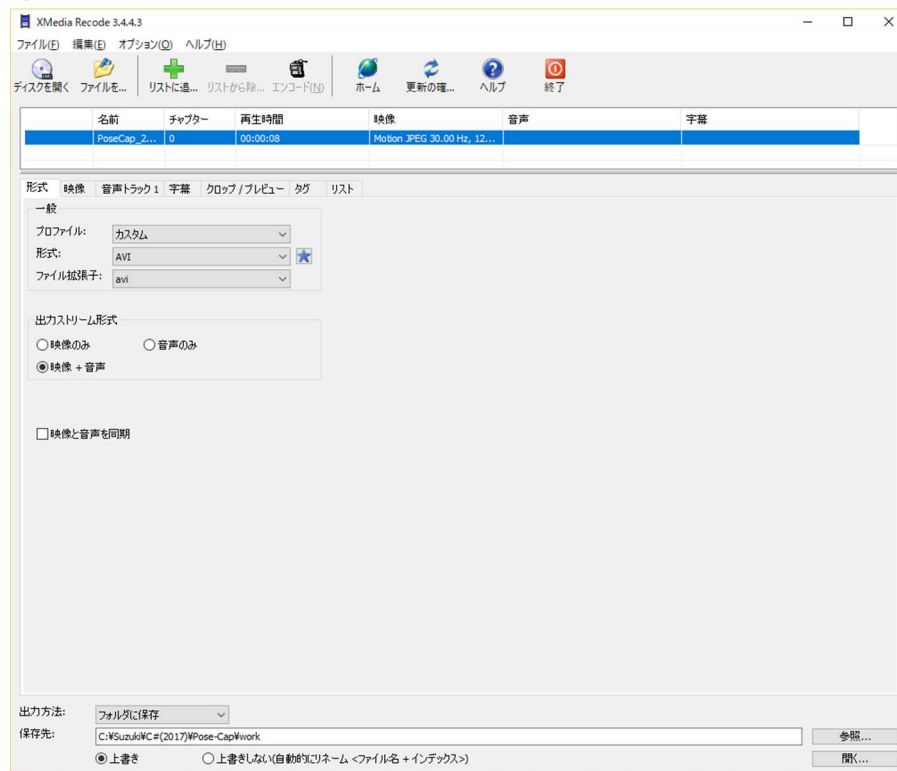 XMedia Recode 3.4.4.3
ファイル(F) 編集(E) オプション(O) ヘルプ(H)
ディスクを開く ファイルを... リストに追... リストから除... エンコード(N) ホーム 更新の確... ヘルプ 終了
名前 チャプター 再生時間 映像 音声 字幕
PoseCap_2... 0 00:00:08 Motion JPEG 30.00 Hz, 12...
形式 映像 音声トラック 1 字幕 クロップ / プレビュー タグ リスト
一般
プロファイル: カスタム
形式: AVI
ファイル拡張子: avi
出力ストリーム形式
映像のみ 音声のみ
映像 + 音声
映像と音声を同期
出力方法: フォルダに保存
保存先: C:¥Suzuki¥C#(2017)¥Pose-Cap¥work 参照...
上書き 上書きしない(自動的にリネーム <ファイル名 + インデックス>) 開く...